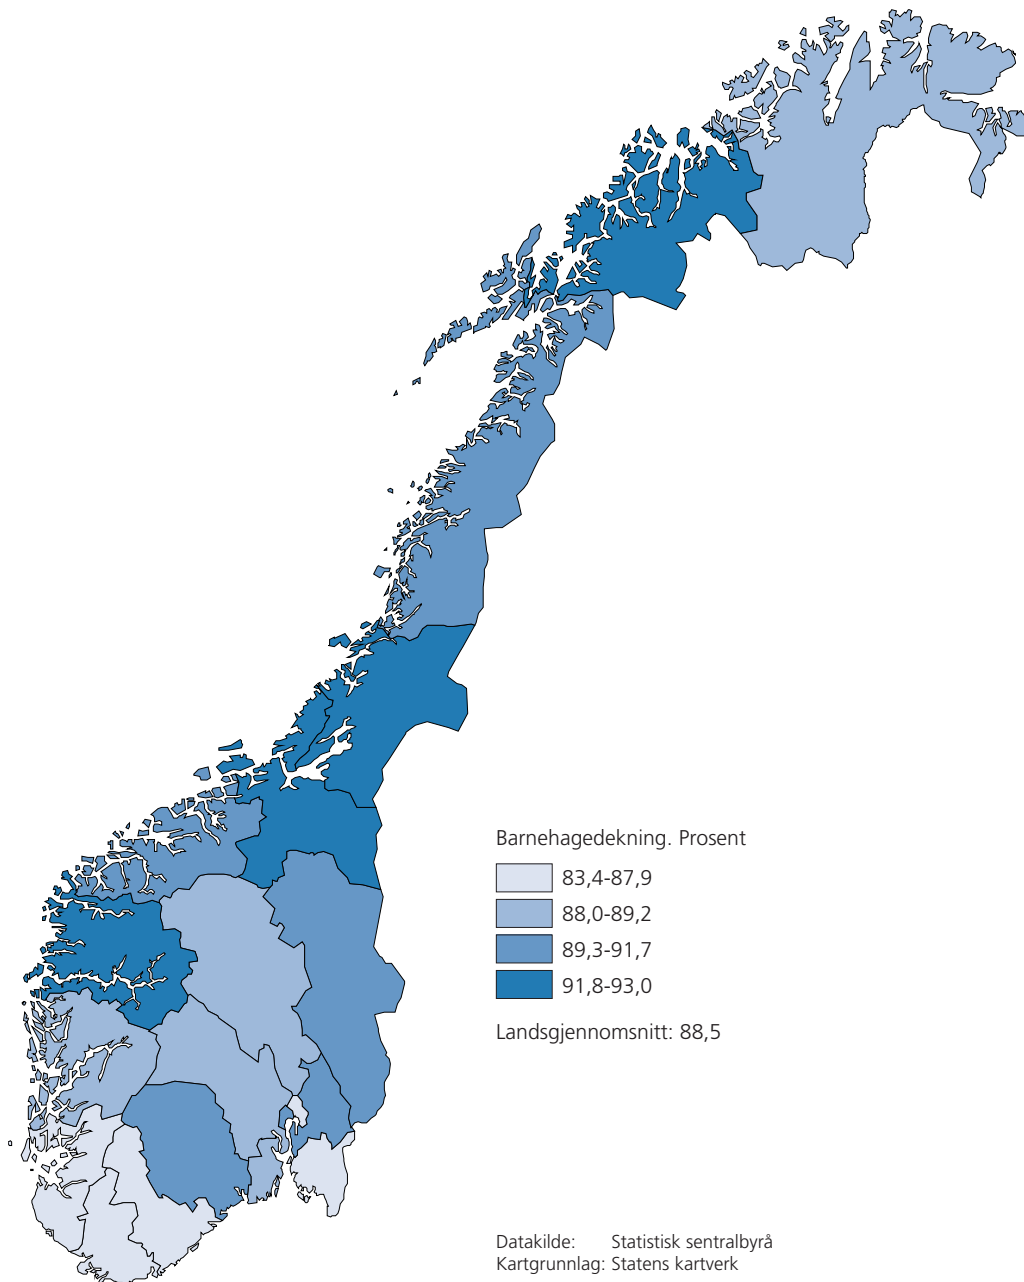 Barnehagedekning. Prosent
83,4-87,9
88,0-89,2
89,3-91,7
91,8-93,0
Landsgjennomsnitt: 88,5
Datakilde: Statistisk sentralbyrå
Kartgrunnlag: Statens kartverk